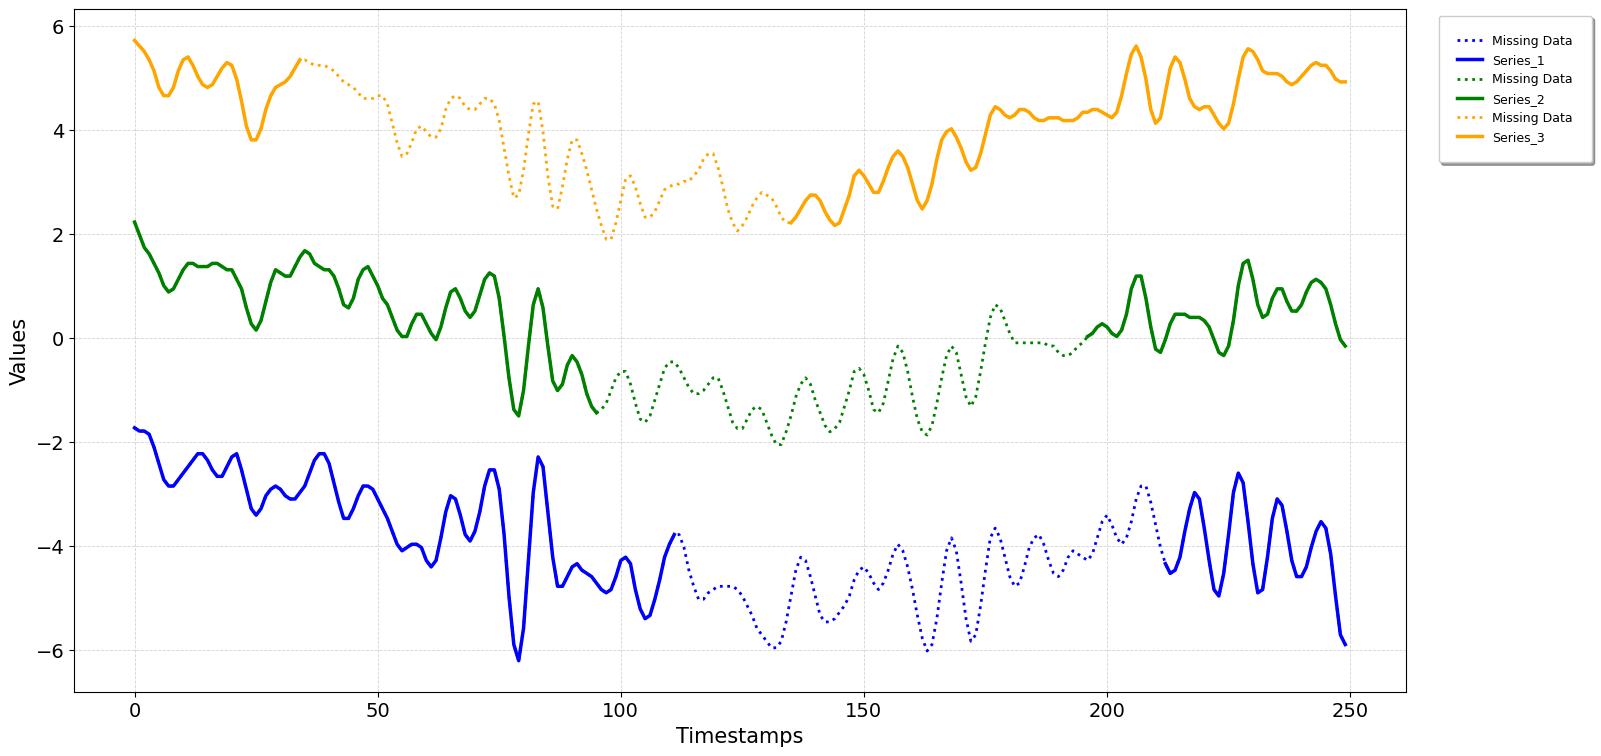 6
4
2
0
−2
−4
−6
Values
0
50
100
150
200
250
Timestamps
Missing Data
Series_1
Missing Data
Series_2
Missing Data
Series_3